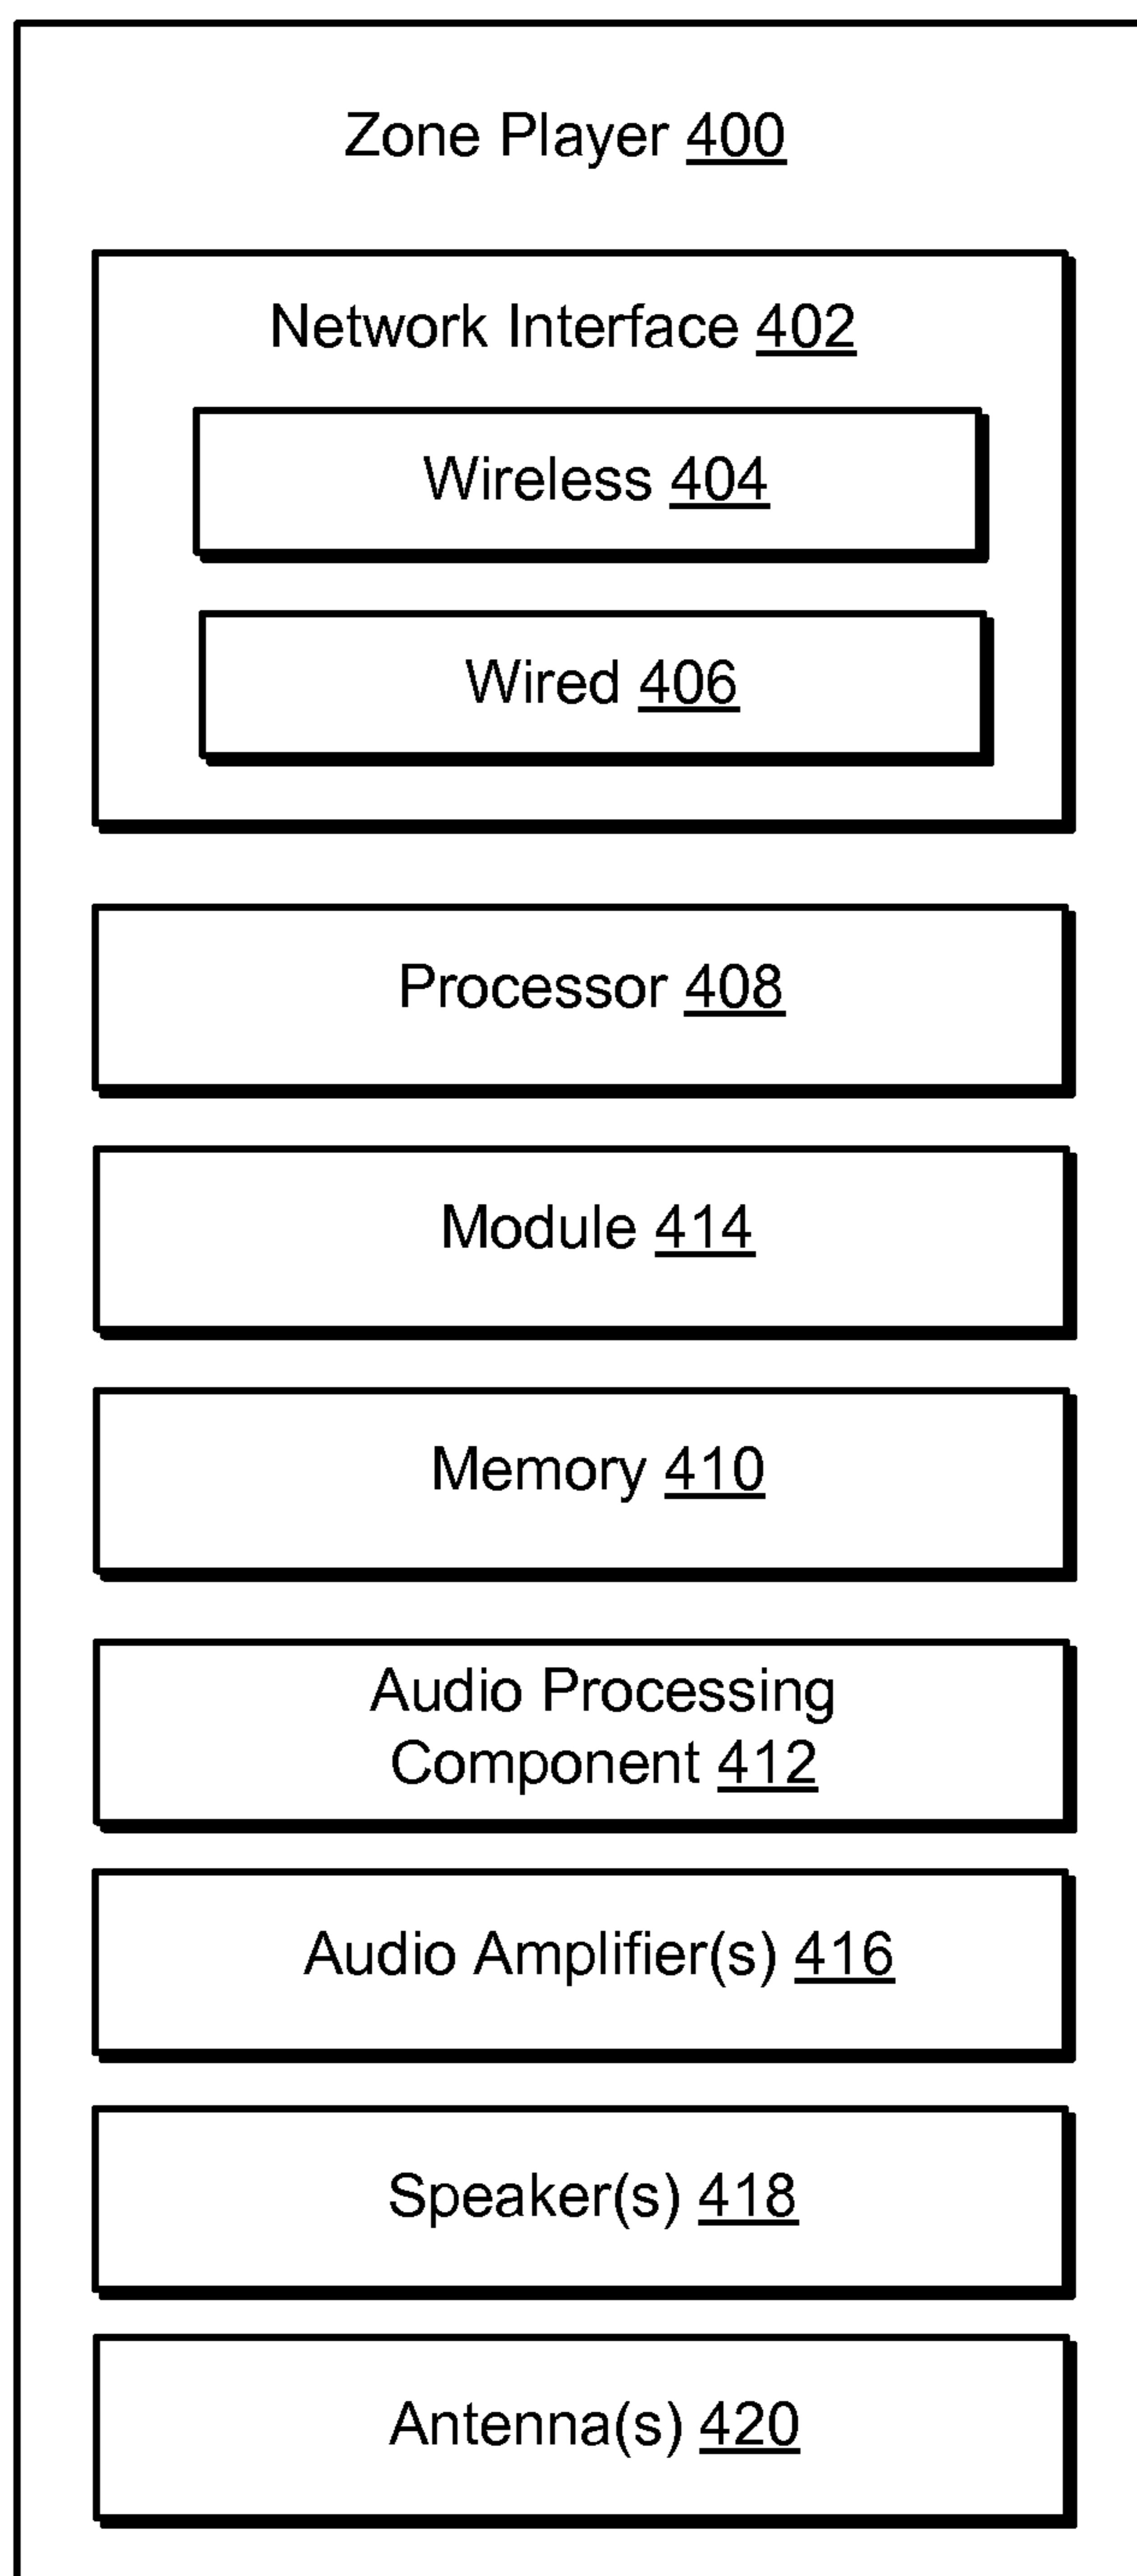 Zone Player 400
Network Interface 402
Wireless 404
Wired 406
Processor 408
Module 414
Memory 410
Audio Processing
Component 412
Audio Amplifier(s) 416
Speaker(s) 418
Antenna(s) 420